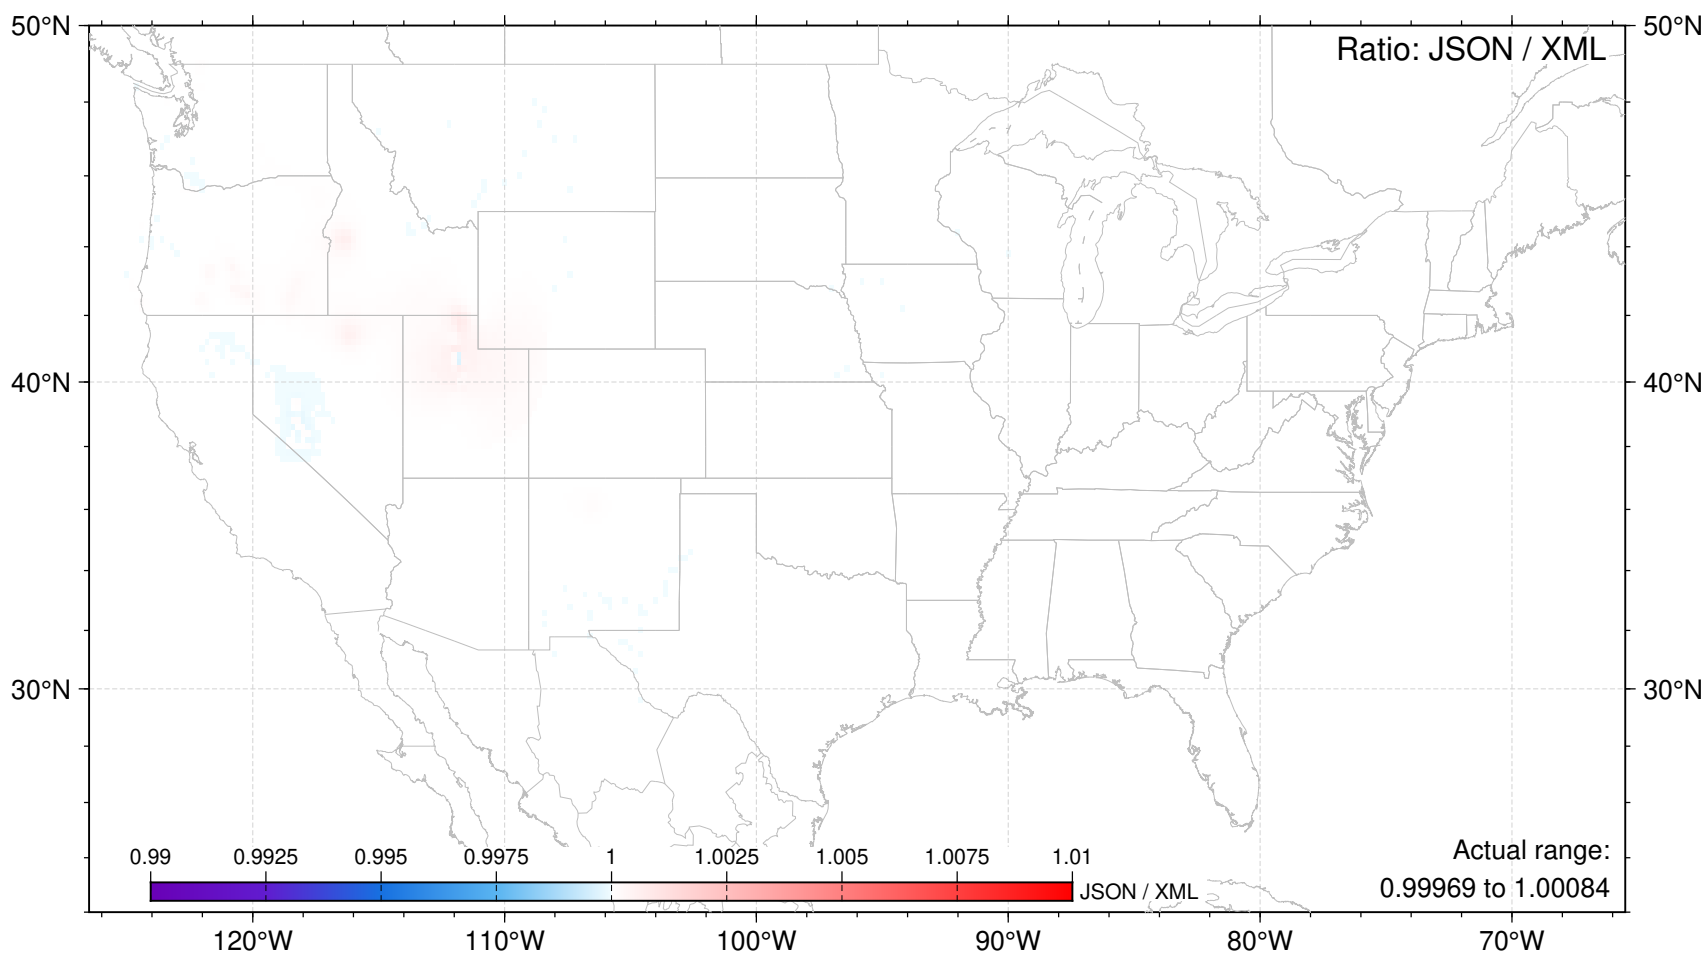 50°N
50°N
Ratio: JSON / XML
40°N
40°N
30°N
30°N
0.99 0.9925 0.995 0.9975 1 1.0025 1.005 1.0075 1.01
JSON / XML
Actual range:
0.99969 to 1.00084
120°W 110°W 100°W 90°W 80°W 70°W